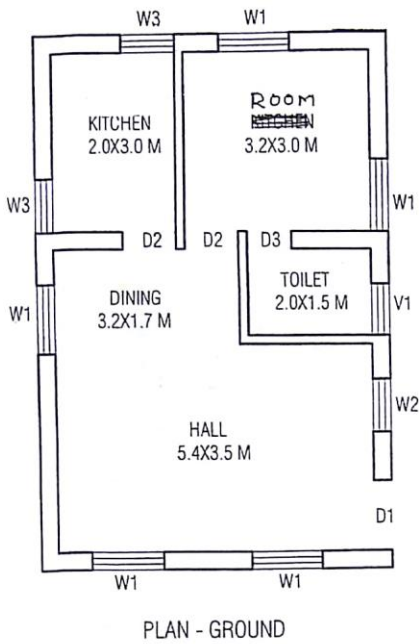 W3
W1
ROOM
KITCHEN
KITCHEN
2.0X3.0 M
3.2X3.0 M
W3
W1
D2
D2
D3
DINING
3.2X1.7 M
TOILET
2.0X1.5 M
W1
V1
HALL
5.4X3.5 M
W2
D1
W1
W1
PLAN - GROUND